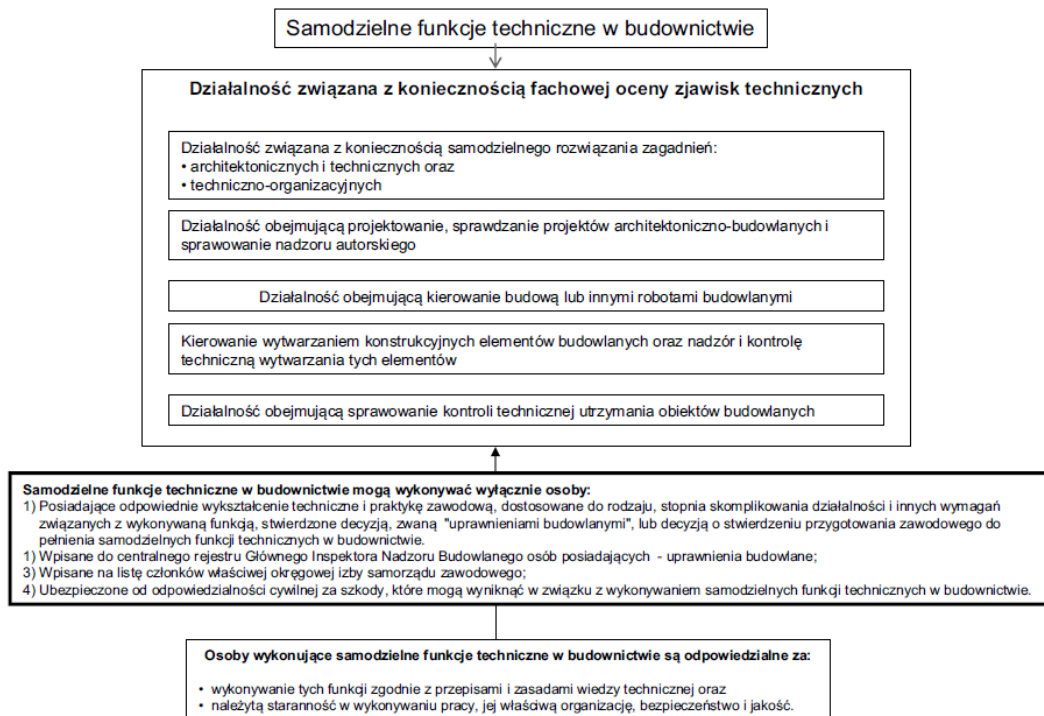 Samodzielne funkcje techniczne w budownictwie
Działalność związana z koniecznością fachowej oceny zjawisk technicznych
Działalność związana z koniecznością samodzielnego rozwiązania zagadnień:
• architektonicznych i technicznych oraz
• techniczno-organizacyjnych
Działalność obejmującą projektowanie, sprawdzanie projektów architektoniczno-budowlanych i
sprawowanie nadzoru autorskiego
Działalność obejmującą kierowanie budową lub innymi robotami budowlanymi
Kierowanie wytwarzaniem konstrukcyjnych elementów budowlanych oraz nadzór i kontrolę
techniczną wytwarzania tych elementów
Działalność obejmującą sprawowanie kontroli technicznej utrzymania obiektów budowlanych
Samodzielne funkcje techniczne w budownictwie mogą wykonywać wyłącznie osoby:
1) Posiadające odpowiednie wykształcenie techniczne i praktykę zawodową, dostosowane do rodzaju, stopnia skomplikowania działalności i innych wymagań
związanych z wykonywaną funkcją, stwierdzone decyzją, zwaną "uprawnieniami budowlanymi", lub decyzją o stwierdzeniu przygotowania zawodowego do
pełnienia samodzielnych funkcji technicznych w budownictwie.
1) Wpisane do centralnego rejestru Głównego Inspektora Nadzoru Budowlanego osób posiadających - uprawnienia budowlane;
3) Wpisane na listę członków właściwej okręgowej izby samorządu zawodowego;
4) Ubezpieczone od odpowiedzialności cywilnej za szkody, które mogą wyniknąć w związku z wykonywaniem samodzielnych funkcji technicznych w budownictwie.
Osoby wykonujące samodzielne funkcje techniczne w budownictwie są odpowiedzialne za:
• wykonywanie tych funkcji zgodnie z przepisami i zasadami wiedzy technicznej oraz
• należytą staranność w wykonywaniu pracy, jej właściwą organizację, bezpieczeństwo i jakość.